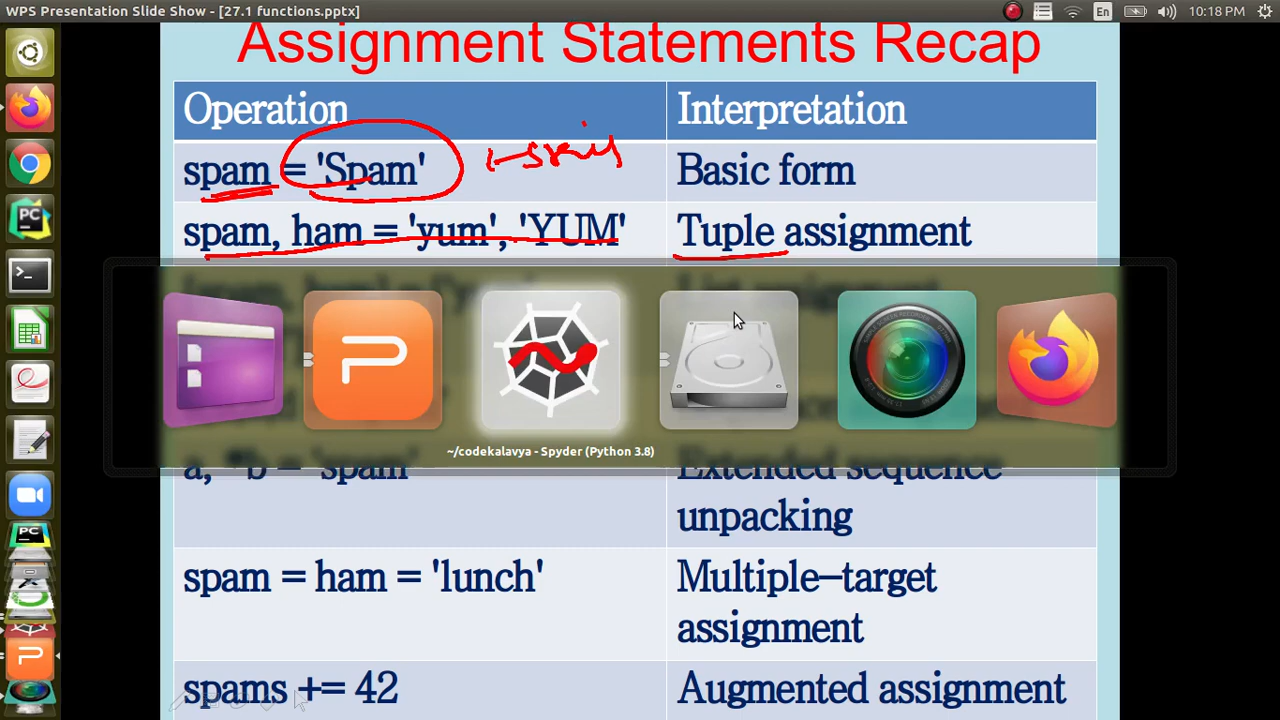 WPS Presentation Slide Show - [27.1 functions.pptx]
En
10:18 PM
Assignment Statements Recap
Operation
Interpretation
spam = 'Spam'
Basic form
spam, ham = 'yum', 'YUM'
Tuple assignment
~/codekalavya - Spyder (Python 3.8)
a, *b = 'spam'
Extended sequence
unpacking
spam = ham = 'lunch'
Multiple-target
assignment
spams += 42
Augmented assignment